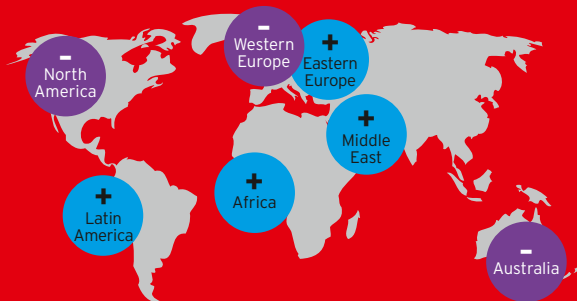 –
North
America
–
Western
Europe
+
Eastern
Europe
+
Middle
East
+
Latin
America
+
Africa
–
Australia